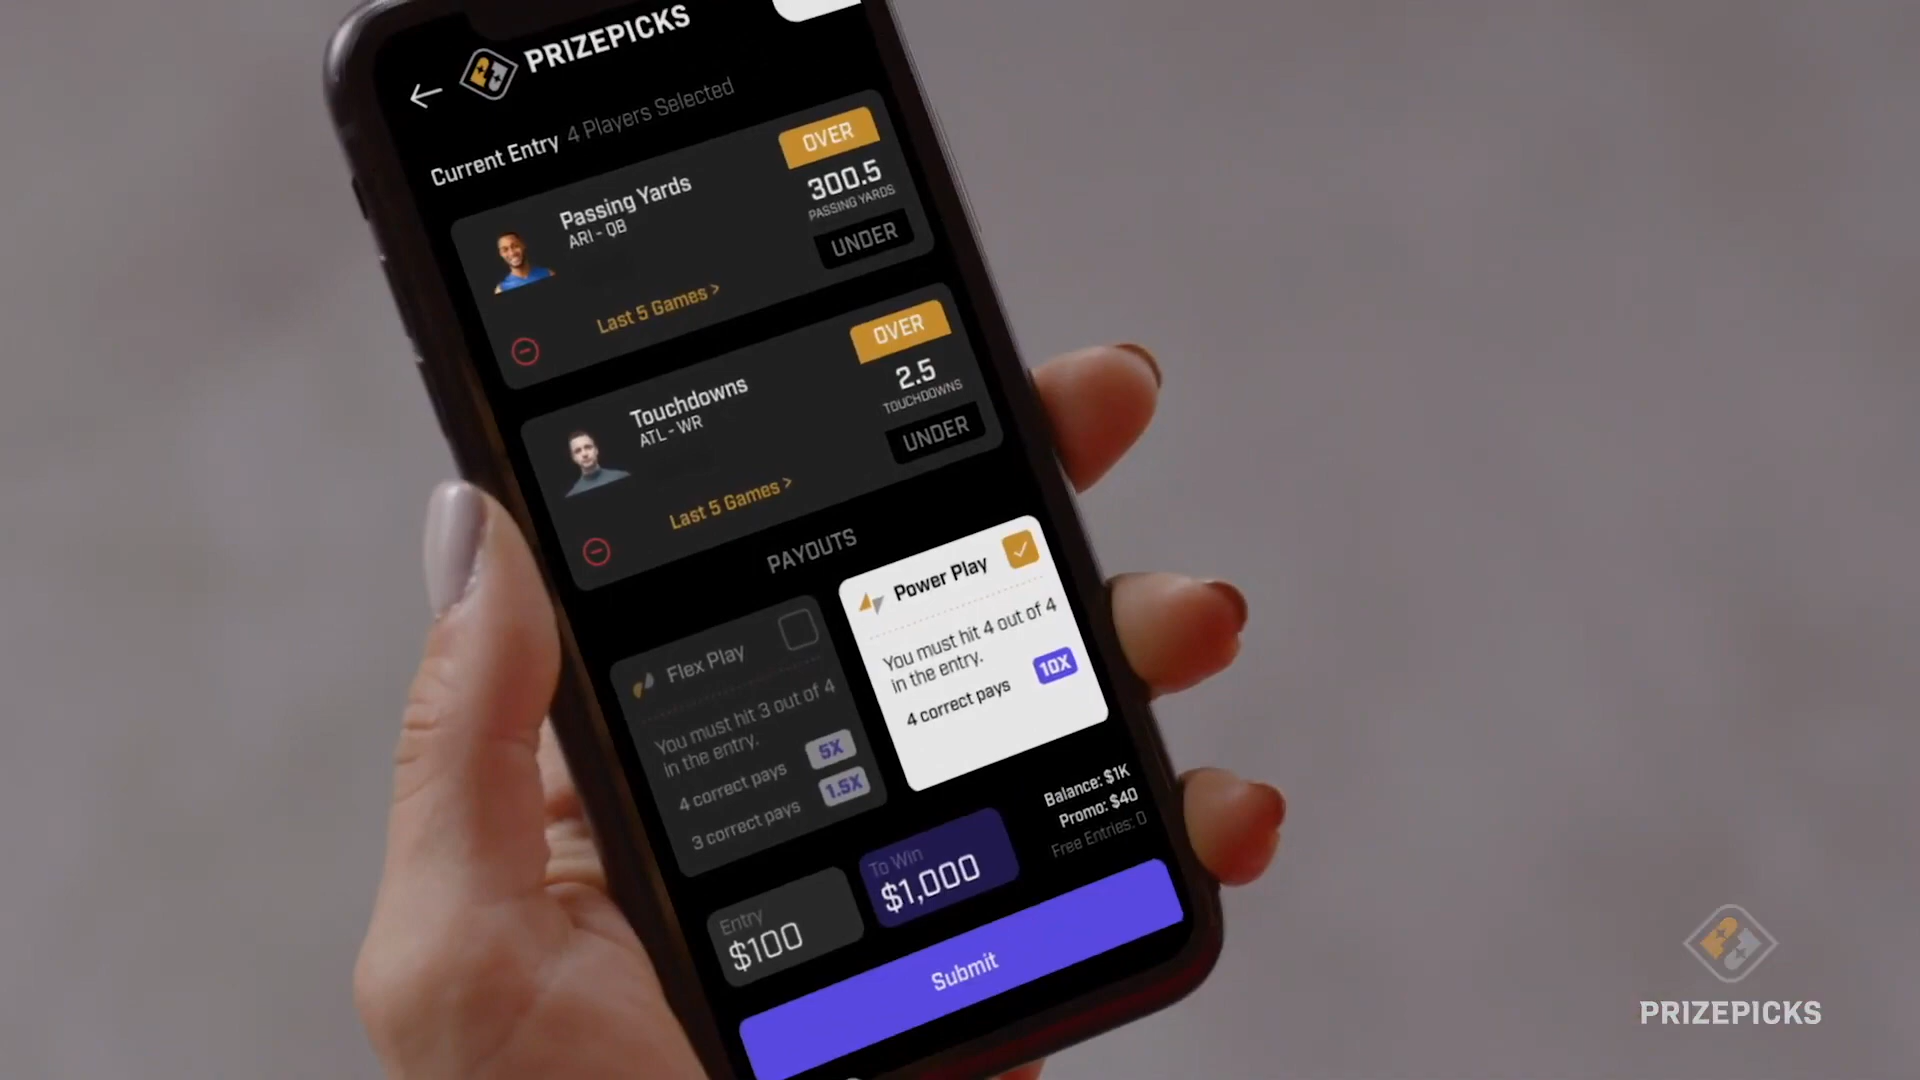 PRIZEPICKS
Current Entry 4 Players Selected
Passing Yards
ARI - QB
Last 5 Games >
OVER
300.5
PASSING YARDS
UNDER
Touchdowns
ATL - WR
Last 5 Games >
OVER
2.5
TOUCHDOWNS
UNDER
PAYOUTS
Flex Play
You must hit 3 out of 4
in the entry.
4 correct pays 5X
3 correct pays 1.5X
Power Play
You must hit 4 out of 4
in the entry.
4 correct pays 10X
Balance: $1K
Promo: $40
Free Entries: 0
Entry
$100
To Win
$1,000
Submit
PRIZEPICKS